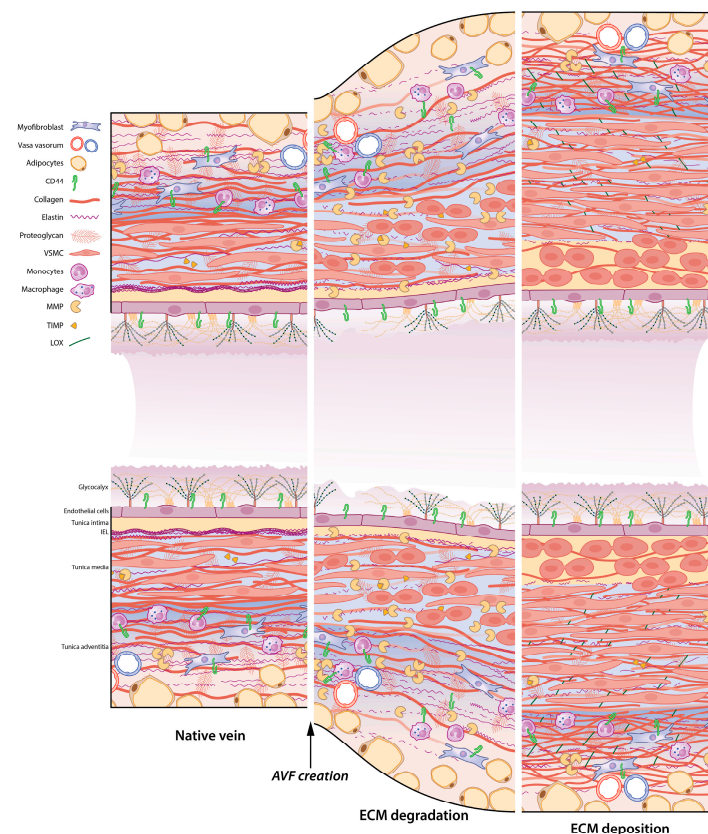 Myofibroblast
Vasa vasorum
Adipocytes
CD44
Collagen
Elastin
Proteoglycan
VSMC
Monocytes
Macrophage
MMP
TIMP
LOX
Glycocalyx
Endothelial cells
Tunica intima
IEL
Tunica media
Tunica adventitia
Native vein
AVF creation
ECM degradation
ECM deposition